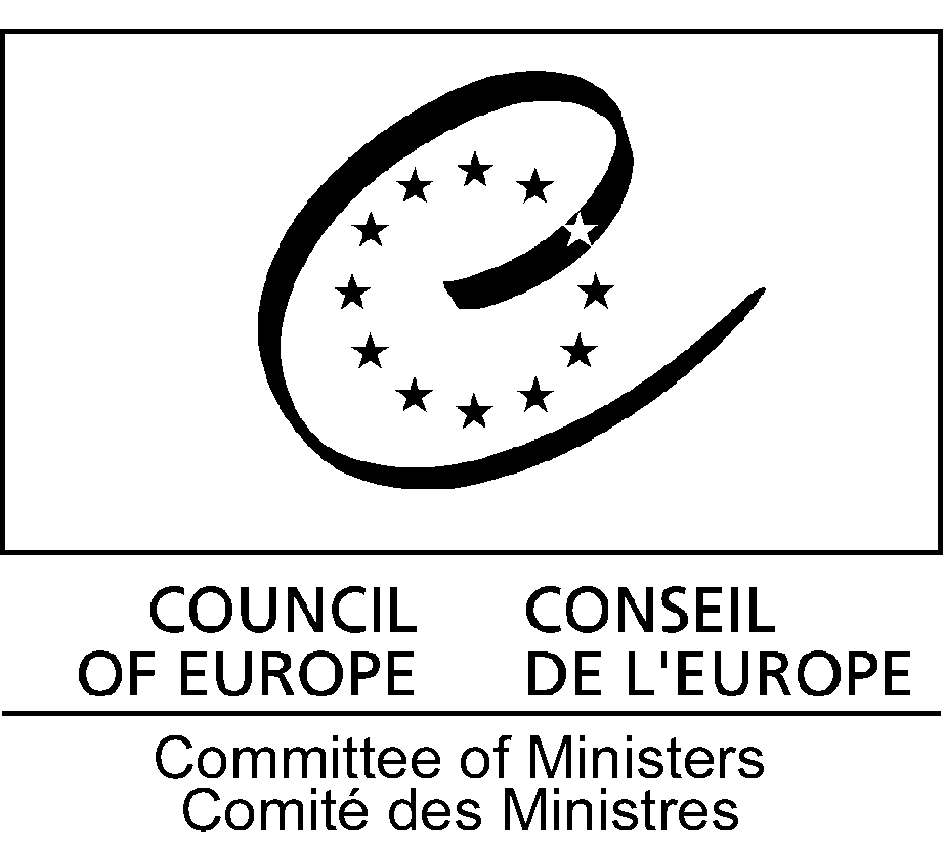 COUNCIL OF EUROPE
CONSEIL DE L'EUROPE
Committee of Ministers
Comité des Ministres